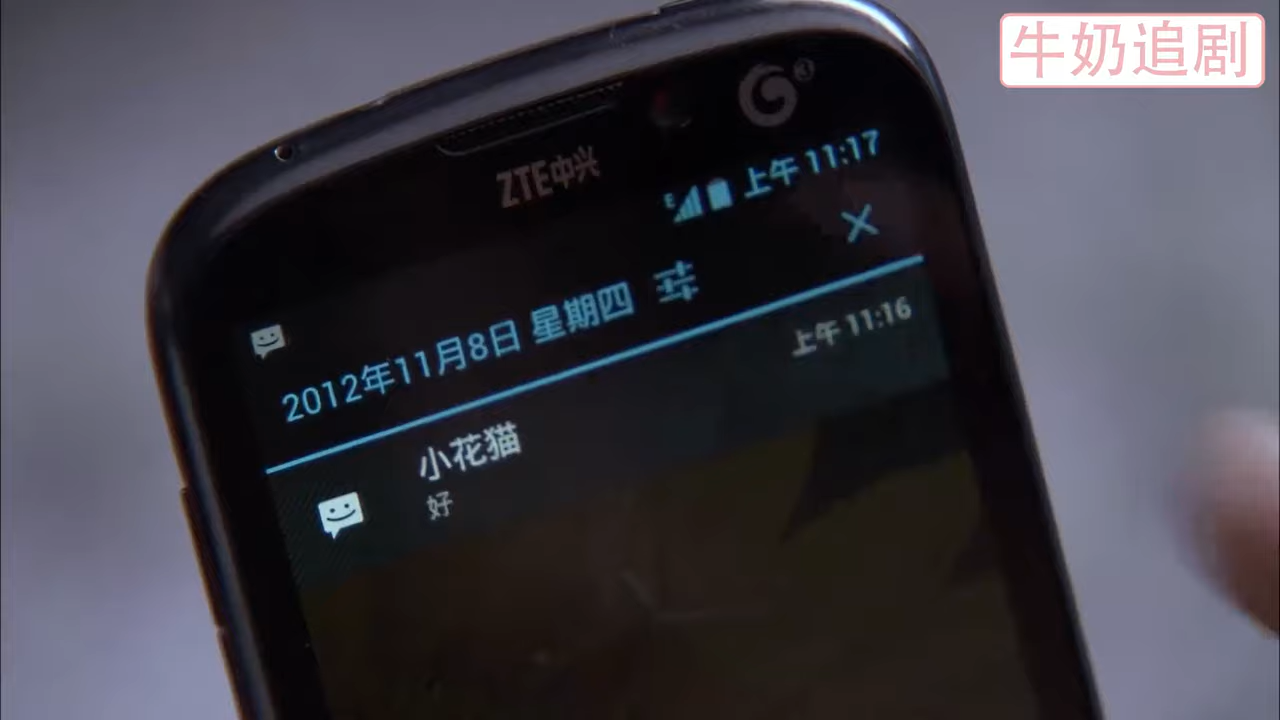 牛奶追剧
ZTE中兴
E 上午 11:17
2012年11月8日 星期四
上午 11:16
小花猫
好